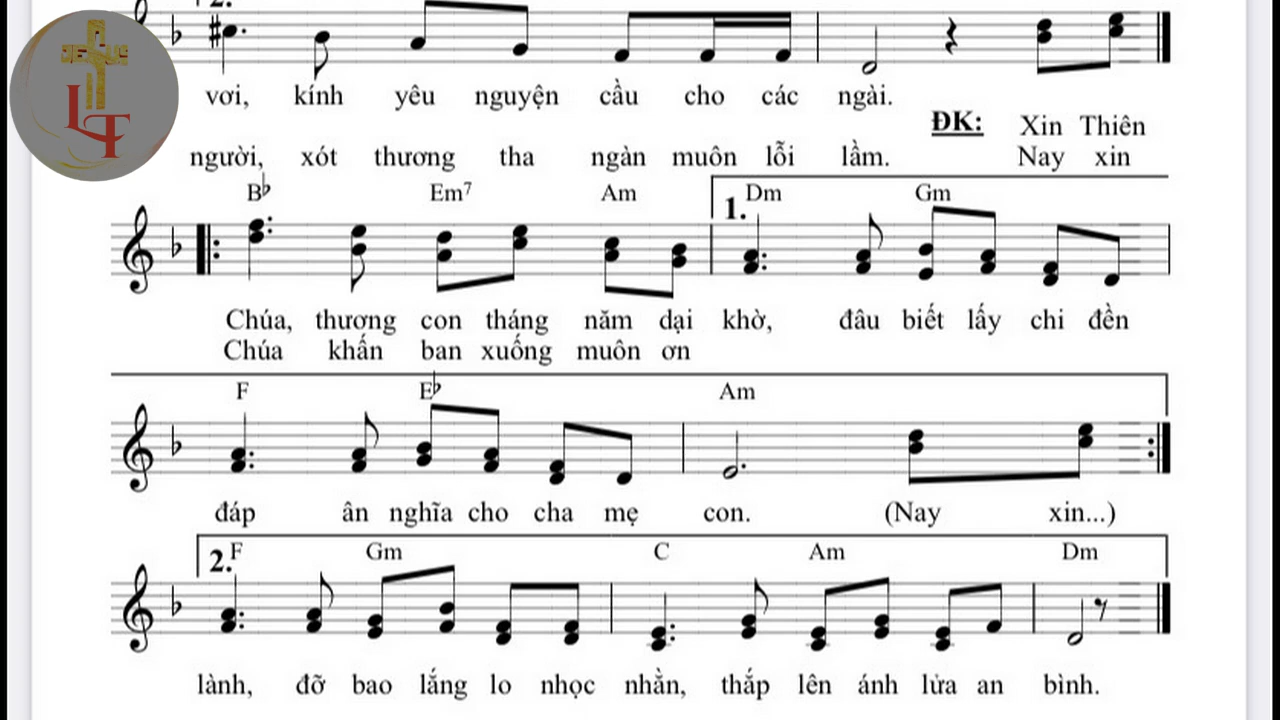 2.
JESUS
LT
vơi, kính yêu nguyện cầu cho các ngài.
ĐK: Xin Thiên
người, xót thương tha ngàn muôn lỗi lầm. Nay xin
B♭ Em7 Am 1. Dm Gm
Chúa, thương con tháng năm dại khờ, đâu biết lấy chi đền
Chúa khấn ban xuống muôn ơn
F E♭ Am
đáp ân nghĩa cho cha mẹ con. (Nay xin...)
2. F Gm C Am Dm
lành, đỡ bao lắng lo nhọc nhằn, thắp lên ánh lửa an bình.